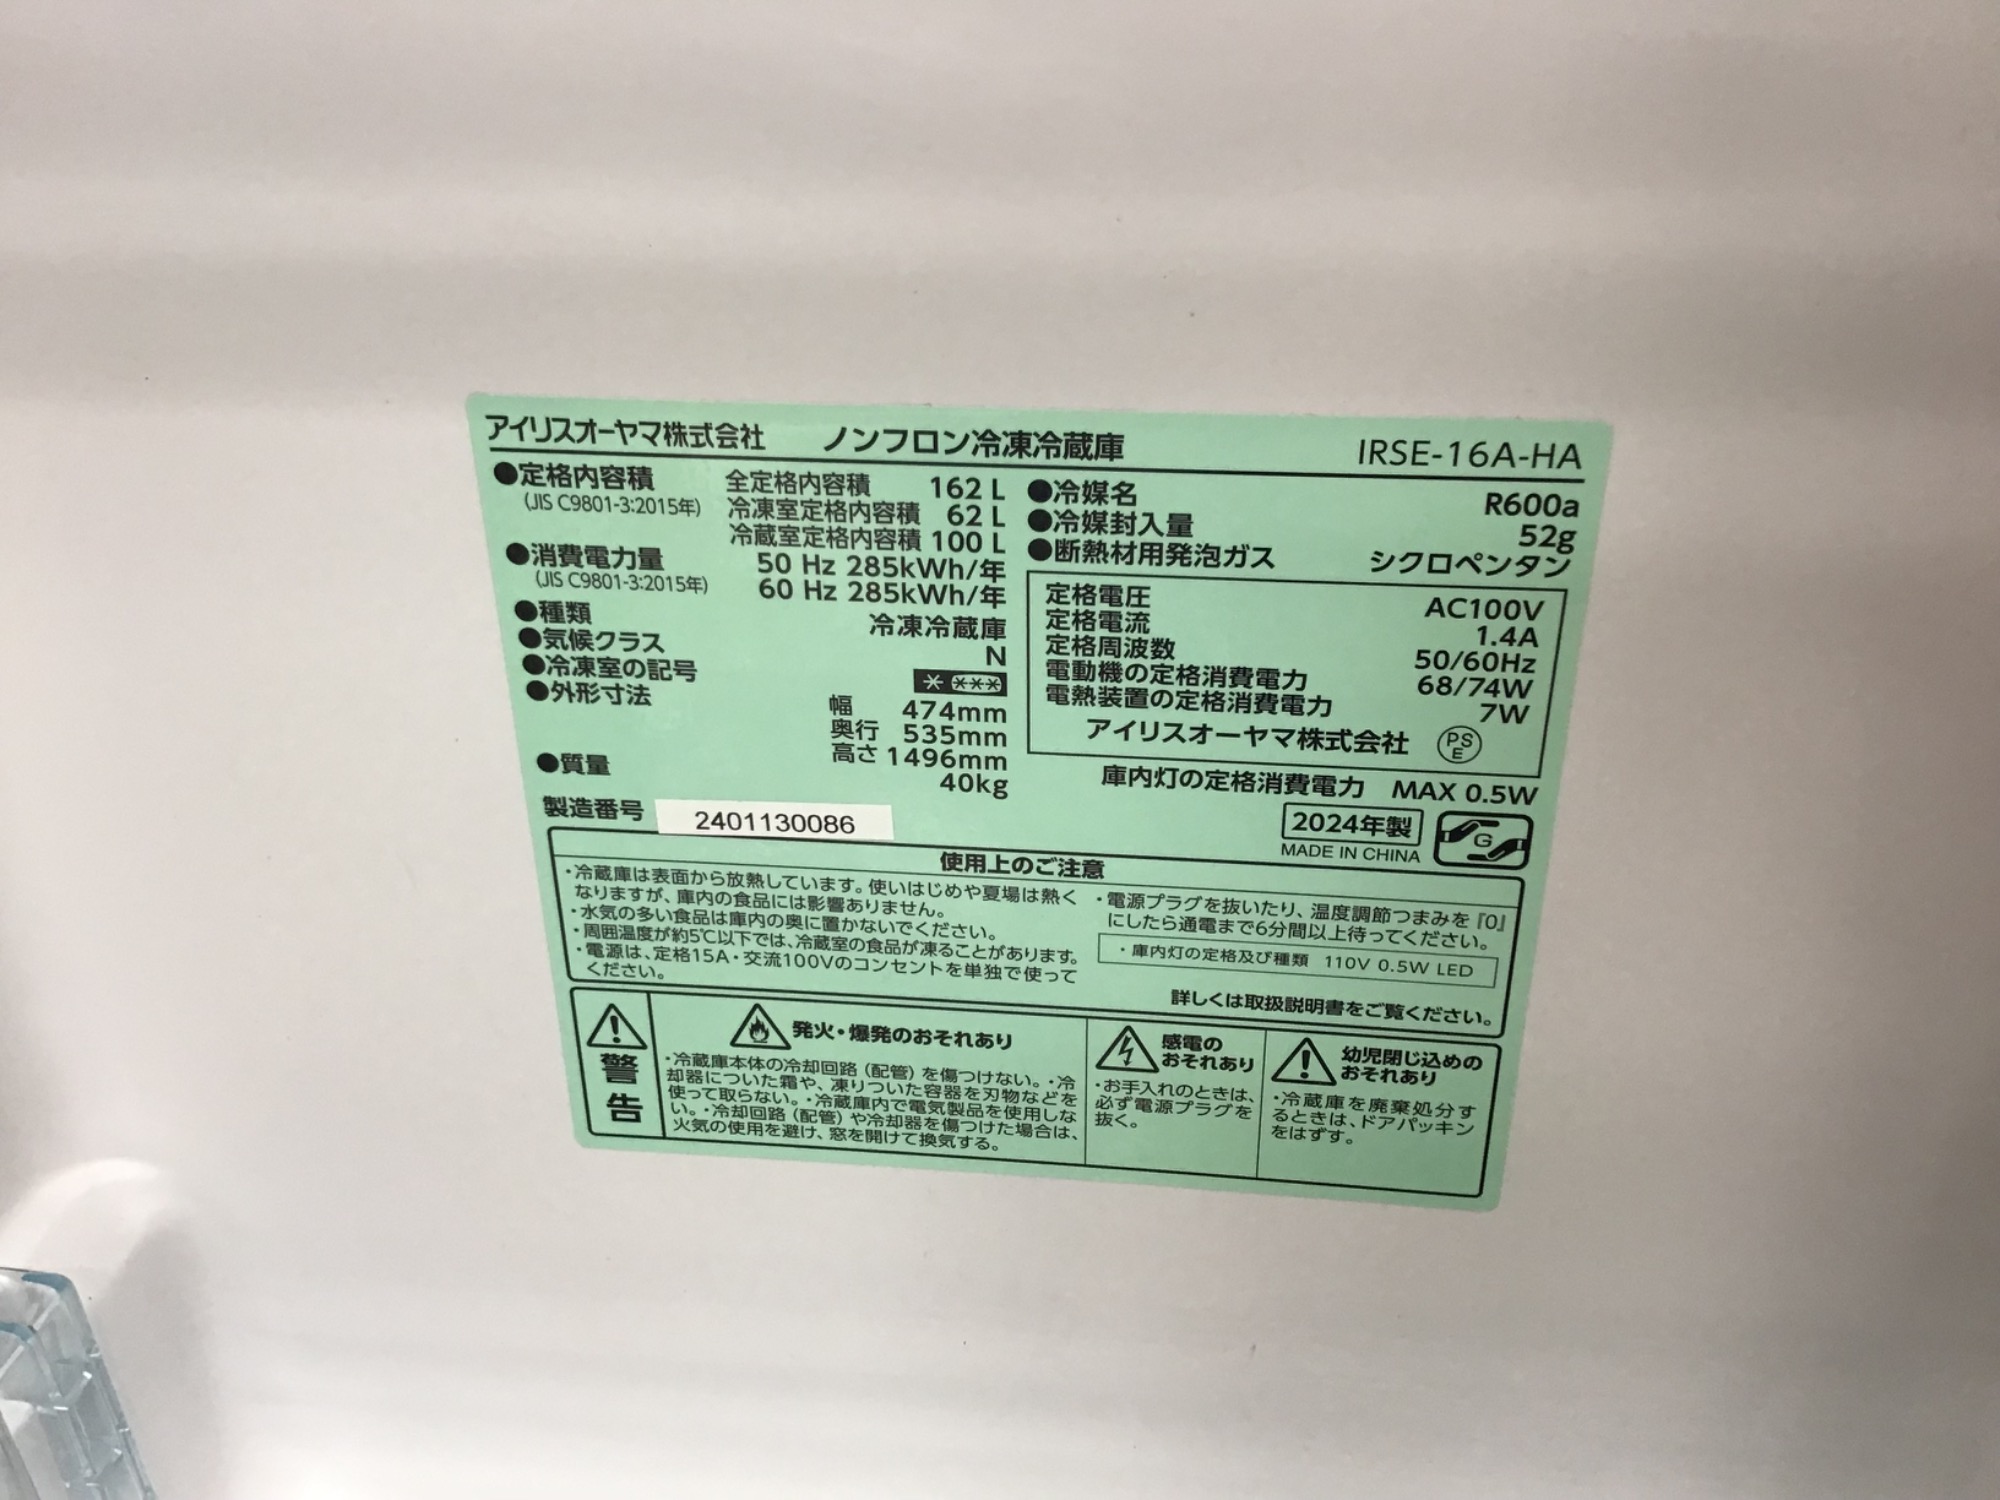 アイリスオーヤマ株式会社 ノンフロン冷凍冷蔵庫 IRSE-16A-HA
●定格内容積 全定格内容積 162 L
(JIS C9801-3:2015年) 冷凍室定格内容積 62 L
冷蔵室定格内容積 100 L
●消費電力量 50 Hz 285kWh/年
(JIS C9801-3:2015年) 60 Hz 285kWh/年
●種類 冷凍冷蔵庫
●気候クラス N
●冷凍室の記号 * ***
●外形寸法 幅 474mm
奥行 535mm
高さ 1496mm
●質量 40kg
製造番号 2401130086
●冷媒名 R600a
●冷媒封入量 52g
●断熱材用発泡ガス シクロペンタン
定格電圧 AC100V
定格電流 1.4A
定格周波数 50/60Hz
電動機の定格消費電力 68/74W
電熱装置の定格消費電力 7W
アイリスオーヤマ株式会社 PSE
庫内灯の定格消費電力 MAX 0.5W
2024年製
MADE IN CHINA
G
使用上のご注意
・冷蔵庫は表面から放熱しています。使いはじめや夏場は熱く
なりますが、庫内の食品には影響ありません。
・水気の多い食品は庫内の奥に置かないでください。
・周囲温度が約5℃以下では、冷蔵室の食品が凍ることがあります。
・電源は、定格15A・交流100Vのコンセントを単独で使って
ください。
・電源プラグを抜いたり、温度調節つまみを『0』
にしたら通電まで6分間以上待ってください。
・庫内灯の定格及び種類 110V 0.5W LED
詳しくは取扱説明書をご覧ください。
警告
発火・爆発のおそれあり
・冷蔵庫本体の冷却回路（配管）を傷つけない。・冷
却器についた霜や、凍りついた容器を刃物などを
使って取らない。・冷蔵庫内で電気製品を使用しな
い。・冷却回路（配管）や冷却器を傷つけた場合は、
火気の使用を避け、窓を開けて換気する。
感電の
おそれあり
・お手入れのときは、
必ず電源プラグを
抜く。
幼児閉じ込めの
おそれあり
・冷蔵庫を廃棄処分す
るときは、ドアパッキン
をはずす。